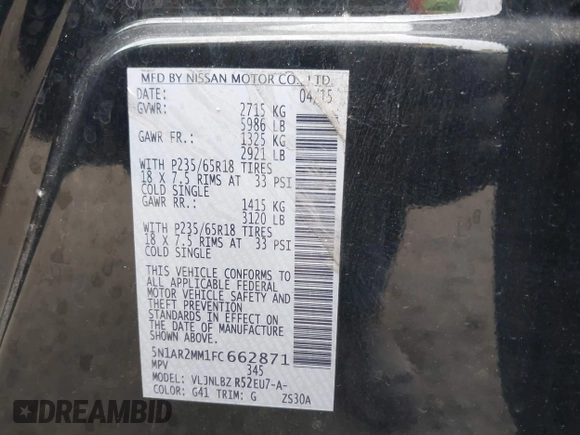 MFD BY NISSAN MOTOR CO., LTD.
DATE: 04/15
GVWR: 2715 KG
5986 LB
GAWR FR.: 1325 KG
2921 LB
WITH P235/65R18 TIRES
18 X 7.5 RIMS AT 33 PSI
COLD SINGLE
GAWR RR.: 1415 KG
3120 LB
WITH P235/65R18 TIRES
18 X 7.5 RIMS AT 33 PSI
COLD SINGLE
THIS VEHICLE CONFORMS TO
ALL APPLICABLE FEDERAL
MOTOR VEHICLE SAFETY AND
THEFT PREVENTION
STANDARDS IN EFFECT ON
THE DATE OF MANUFACTURE
SHOWN ABOVE.
5N1AR2MM1FC662871
MPV 345
MODEL: VLJNLBZ R52EU7-A-
COLOR: G41 TRIM: G ZS30A
DREAMBID